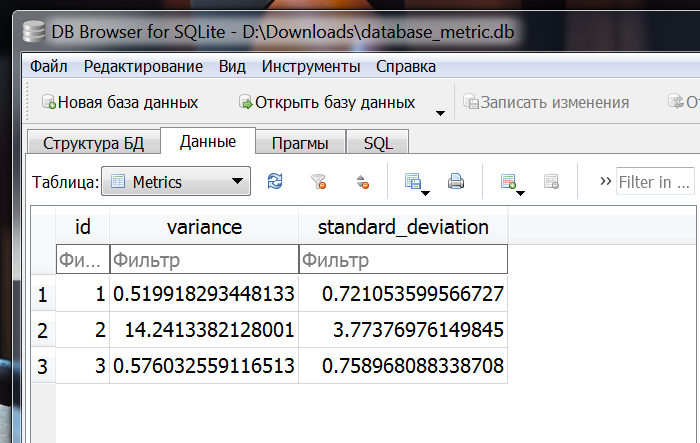 DB Browser for SQLite - D:\Downloads\database_metric.db
Файл Редактирование Вид Инструменты Справка
Новая база данных Открыть базу данных Записать изменения От
Структура БД Данные Прагмы SQL
Таблица: Metrics >> Filter in ...
id variance standard_deviation
Фи... Фильтр Фильтр
1 1 0.519918293448133 0.721053599566727
2 2 14.2413382128001 3.77376976149845
3 3 0.576032559116513 0.758968088338708